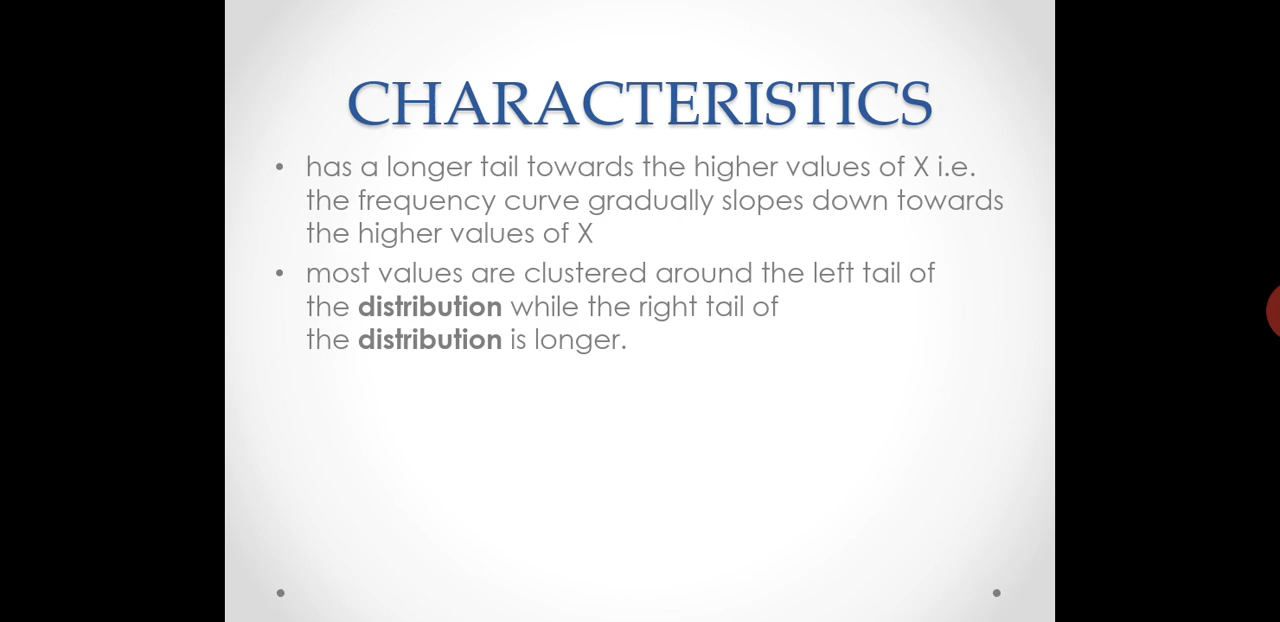 CHARACTERISTICS
• has a longer tail towards the higher values of X i.e.
the frequency curve gradually slopes down towards
the higher values of X
• most values are clustered around the left tail of
the distribution while the right tail of
the distribution is longer.